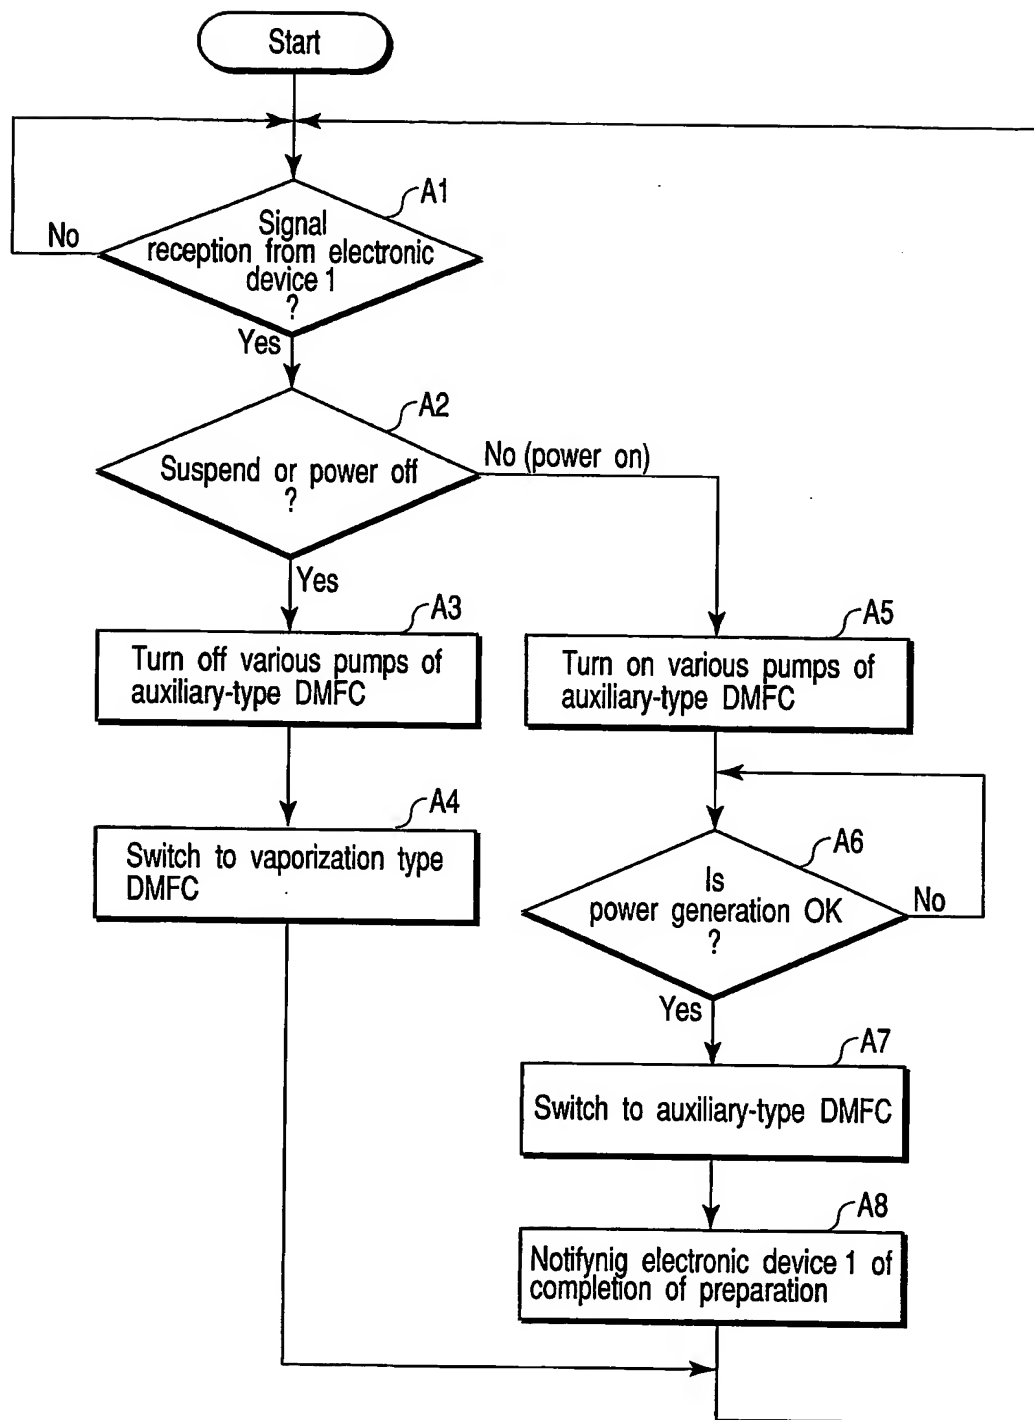 Start
A1
Signal
reception from electronic
device 1
?
No
Yes
A2
Suspend or power off
?
No (power on)
Yes
A3
Turn off various pumps of
auxiliary-type DMFC
A5
Turn on various pumps of
auxiliary-type DMFC
A4
Switch to vaporization type
DMFC
A6
Is
power generation OK
?
No
Yes
A7
Switch to auxiliary-type DMFC
A8
Notifynig electronic device 1 of
completion of preparation